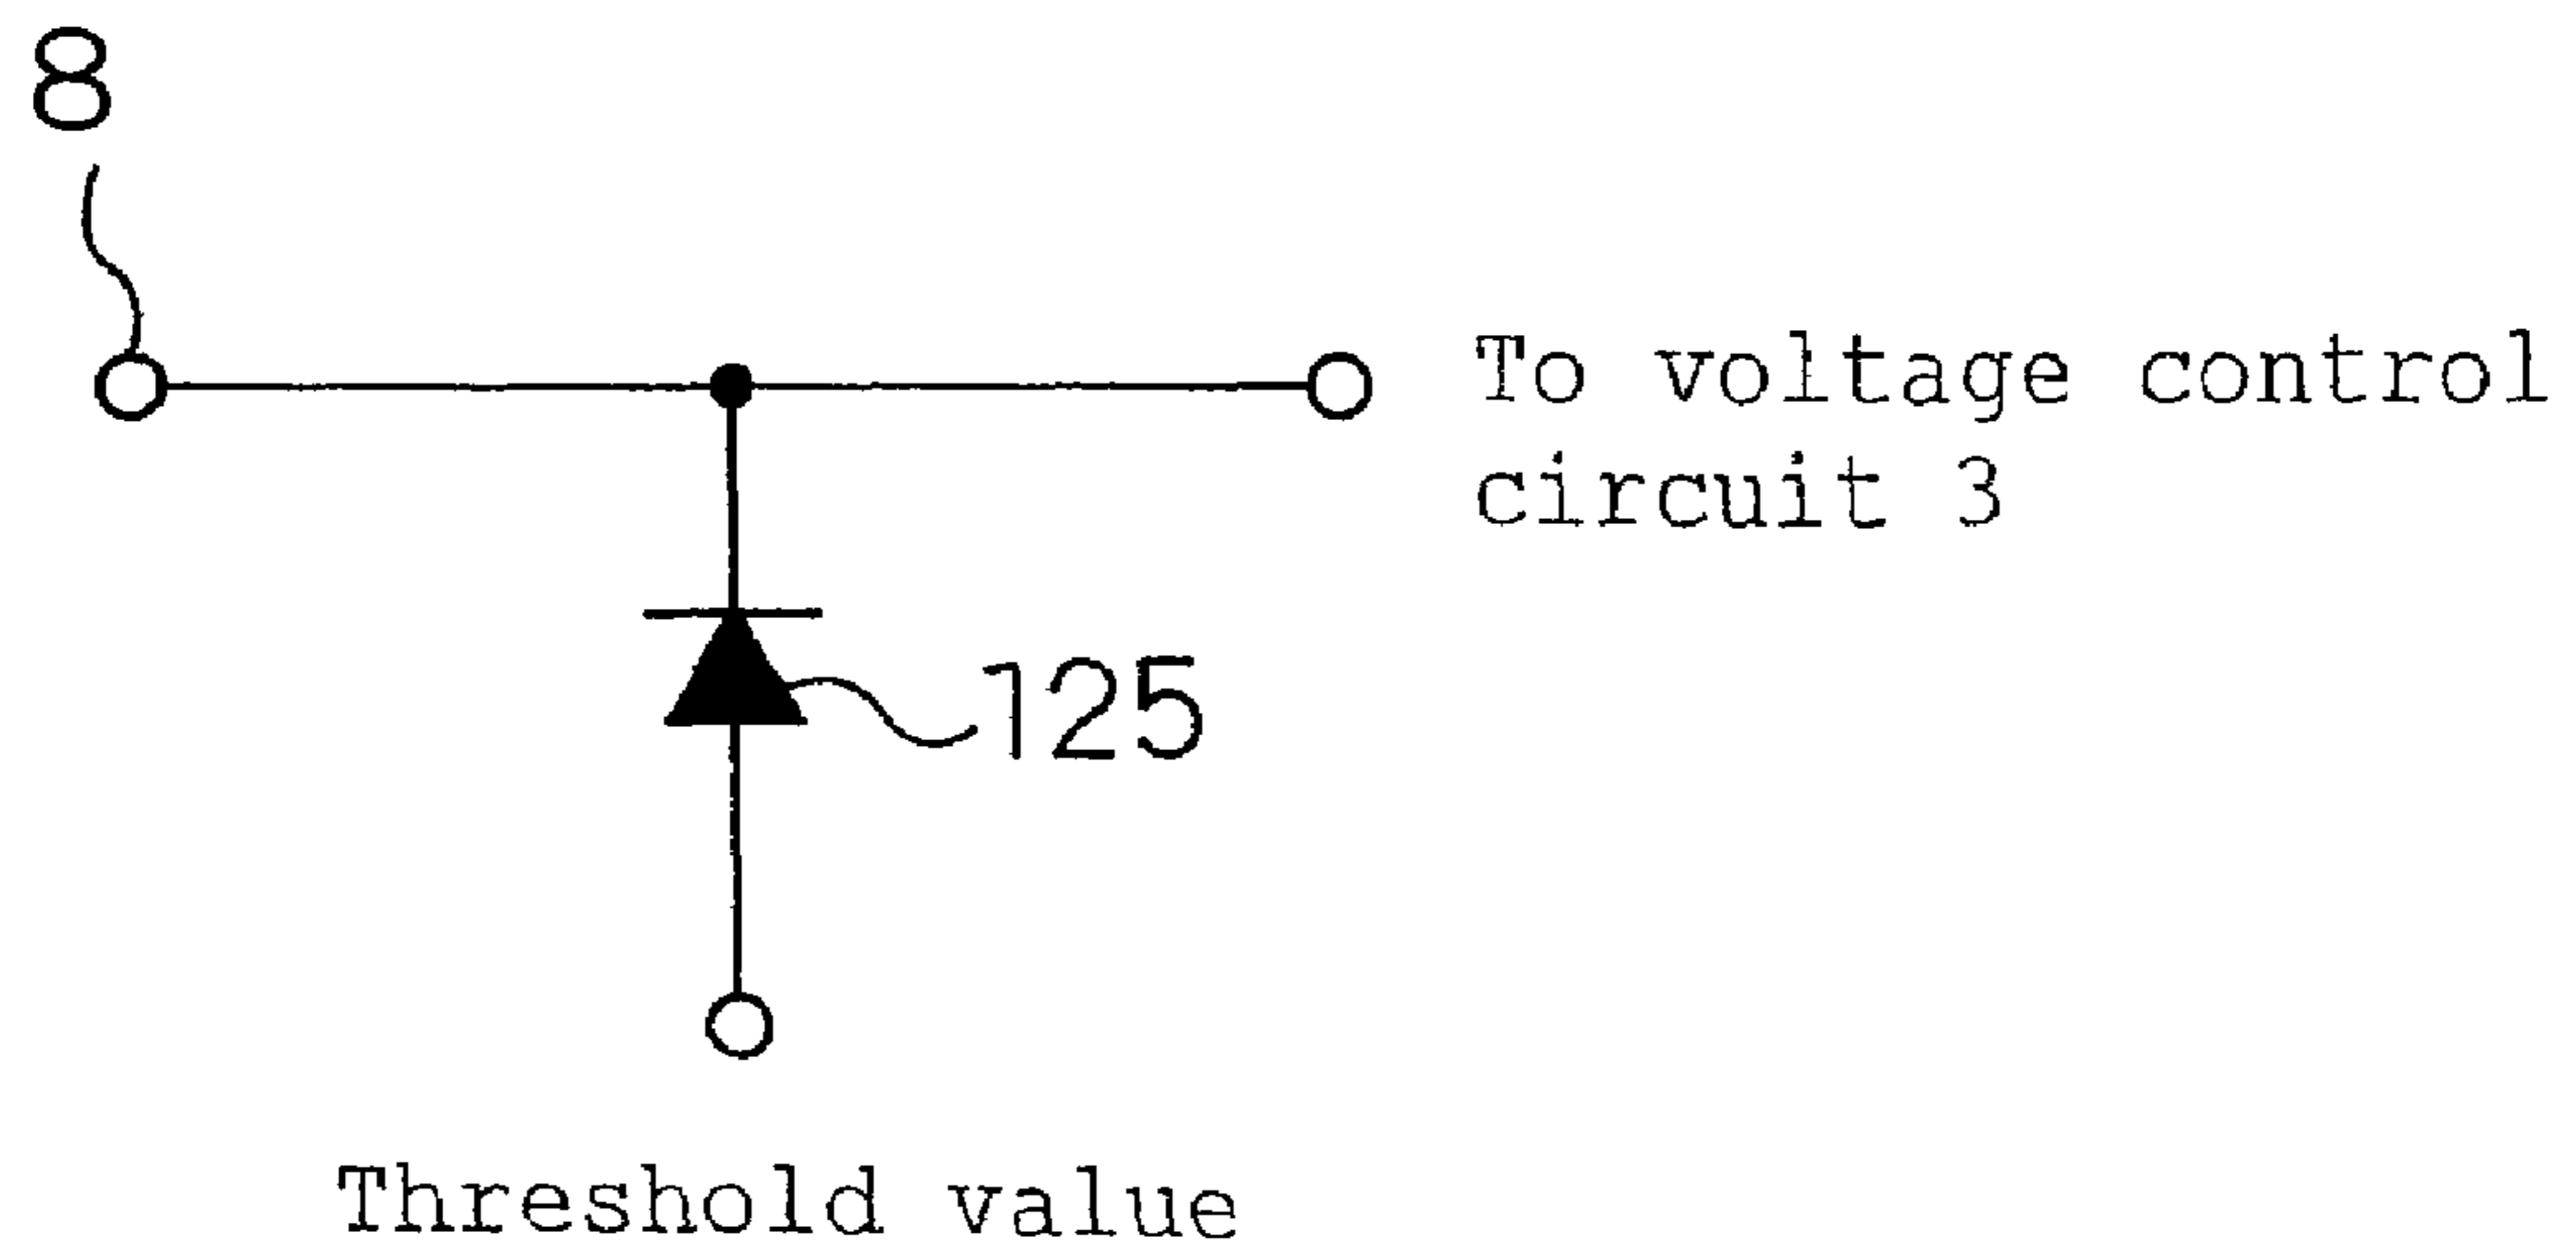 8
To voltage control
circuit 3
125
Threshold value